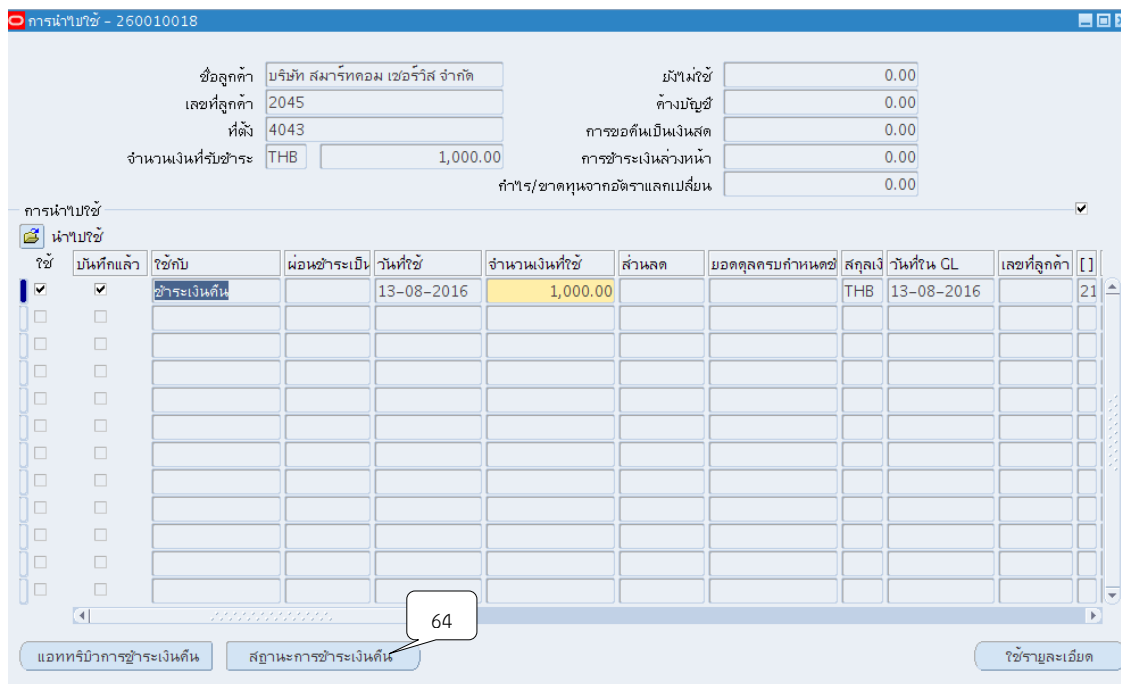 การนำไปใช้ - 260010018
ชื่อลูกค้า บริษัท สมาร์ทคอม เซอร์วิส จำกัด ยังไม่ใช้ 0.00
เลขที่ลูกค้า 2045 ค้างบัญชี 0.00
ที่ตั้ง 4043 การขอคืนเป็นเงินสด 0.00
จำนวนเงินที่รับชำระ THB 1,000.00 การชำระเงินล่วงหน้า 0.00
กำไร/ขาดทุนจากอัตราแลกเปลี่ยน 0.00
การนำไปใช้
นำไปใช้
ใช้ บันทึกแล้ว ใช้กับ ผ่อนชำระเป็น วันที่ใช้ จำนวนเงินที่ใช้ ส่วนลด ยอดดุลครบกำหนดชำ สกุลเงิ วันที่ใน GL เลขที่ลูกค้า [ ]
ชำระเงินคืน 13-08-2016 1,000.00 THB 13-08-2016 21
64
แอททริบิวการชำระเงินคืน สถานะการชำระเงินคืน ใช้รายละเอียด